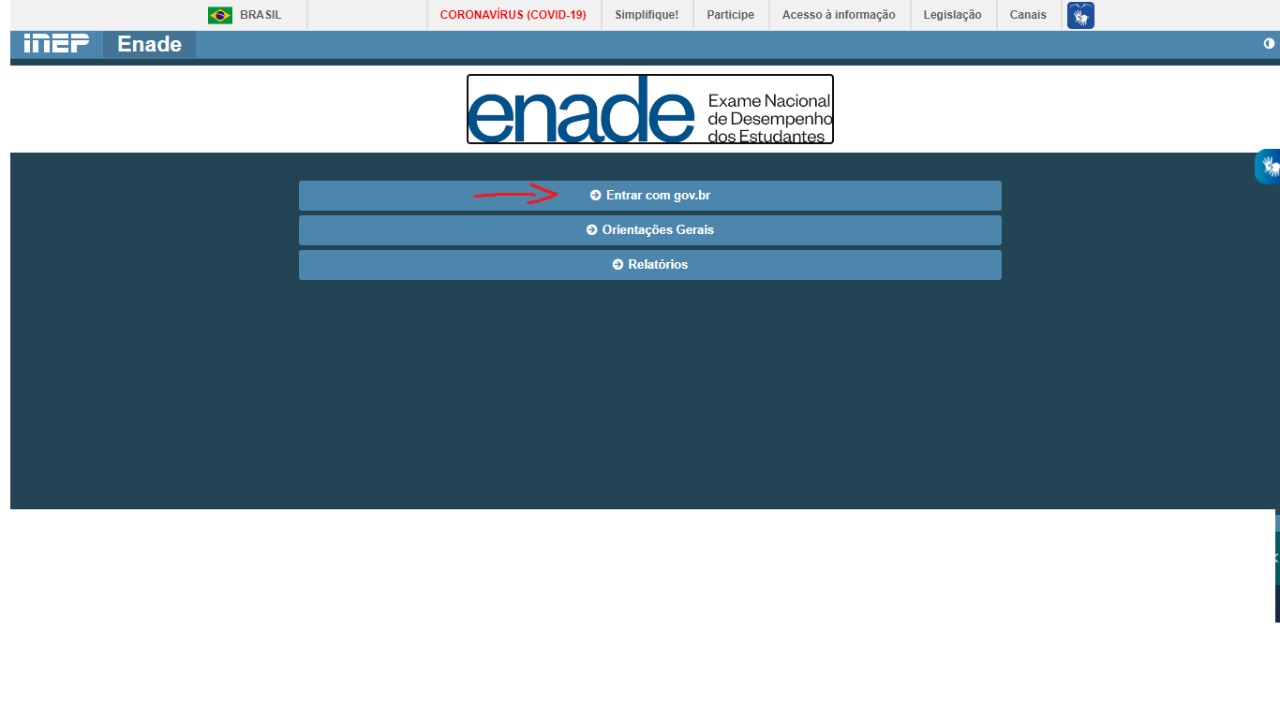 BRASIL
CORONAVÍRUS (COVID-19)
Simplifique!
Participe
Acesso à informação
Legislação
Canais
inep
Enade
enade
Exame Nacional
de Desempenho
dos Estudantes
Entrar com gov.br
Orientações Gerais
Relatórios